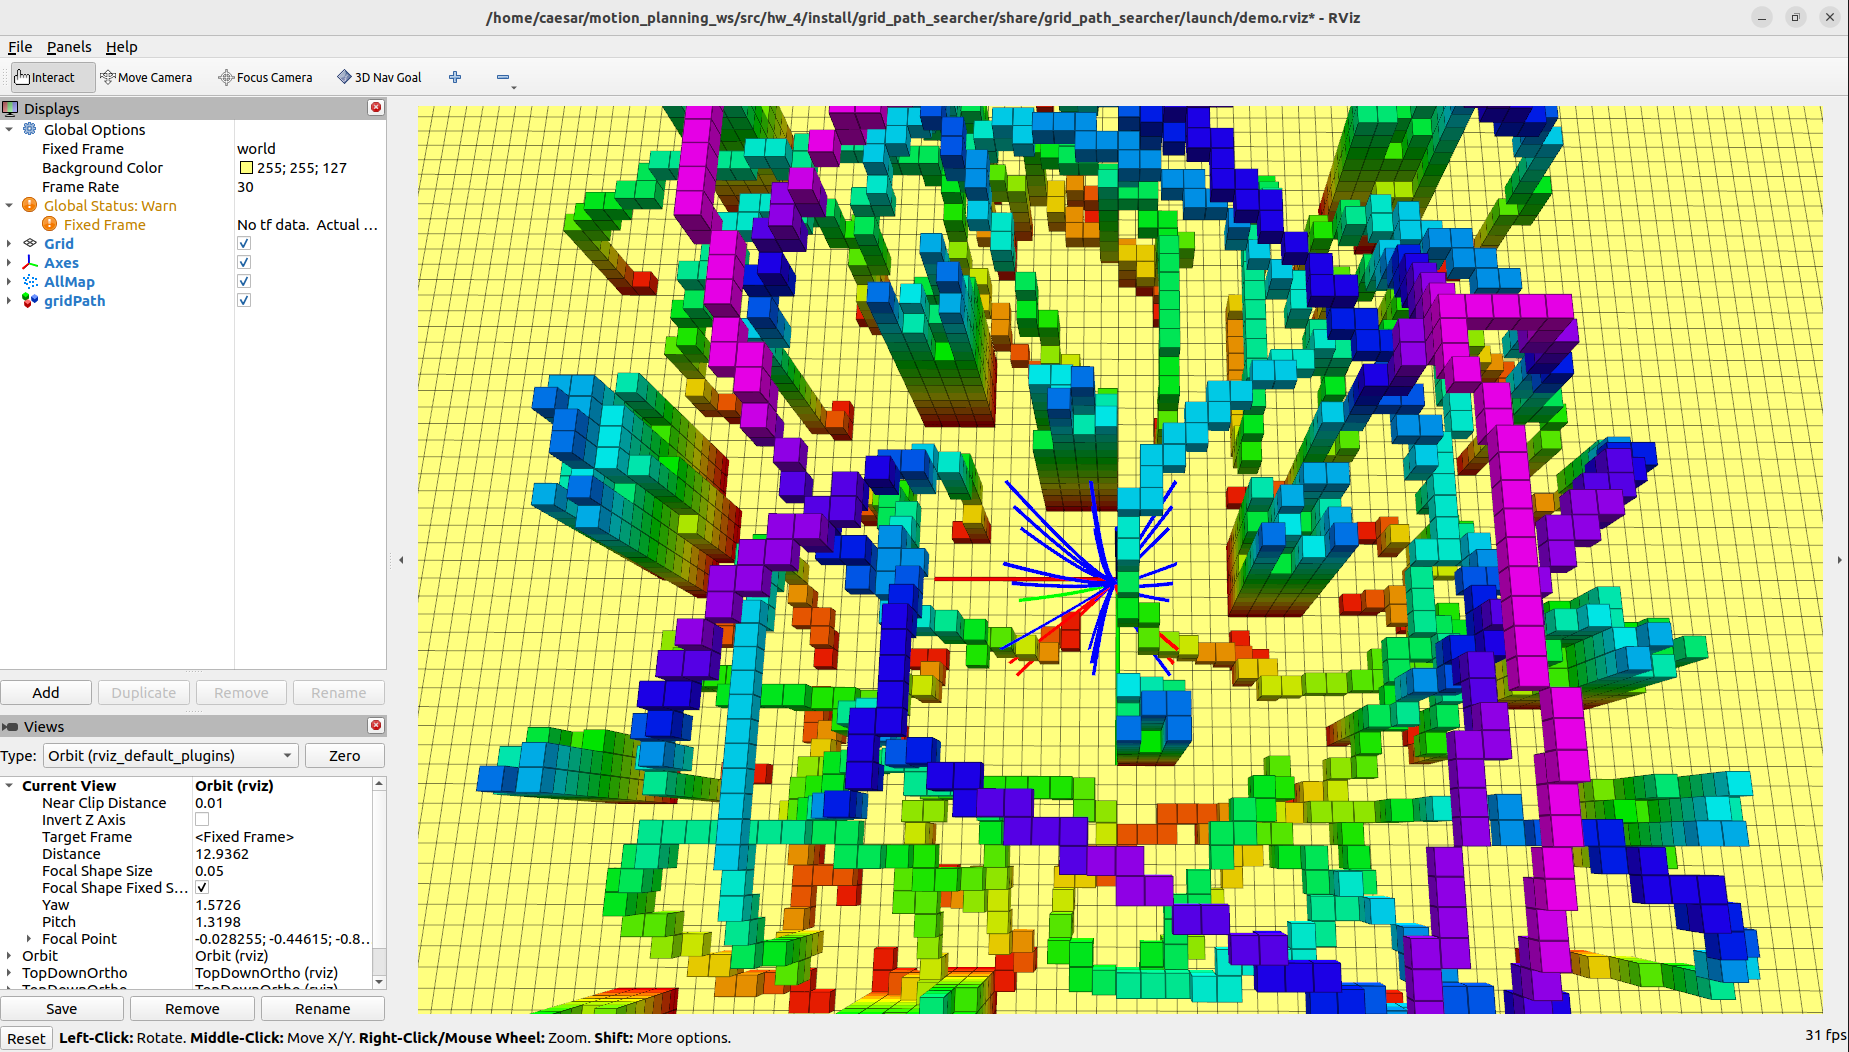 /home/caesar/motion_planning_ws/src/hw_4/install/grid_path_searcher/share/grid_path_searcher/launch/demo.rviz* - RViz
File Panels Help
Interact Move Camera Focus Camera 3D Nav Goal
Displays
Global Options
Fixed Frame world
Background Color 255; 255; 127
Frame Rate 30
Global Status: Warn
Fixed Frame No tf data. Actual ...
Grid
Axes
AllMap
gridPath
Add Duplicate Remove Rename
Views
Type: Orbit (rviz_default_plugins) Zero
Current View Orbit (rviz)
Near Clip Distance 0.01
Invert Z Axis
Target Frame <Fixed Frame>
Distance 12.9362
Focal Shape Size 0.05
Focal Shape Fixed S...
Yaw 1.5726
Pitch 1.3198
Focal Point -0.028255; -0.44615; -0.8..
Orbit Orbit (rviz)
TopDownOrtho TopDownOrtho (rviz)
TopDownOrtho TopDownOrtho (rviz)
Save Remove Rename
Reset Left-Click: Rotate. Middle-Click: Move X/Y. Right-Click/Mouse Wheel: Zoom. Shift: More options. 31 fps